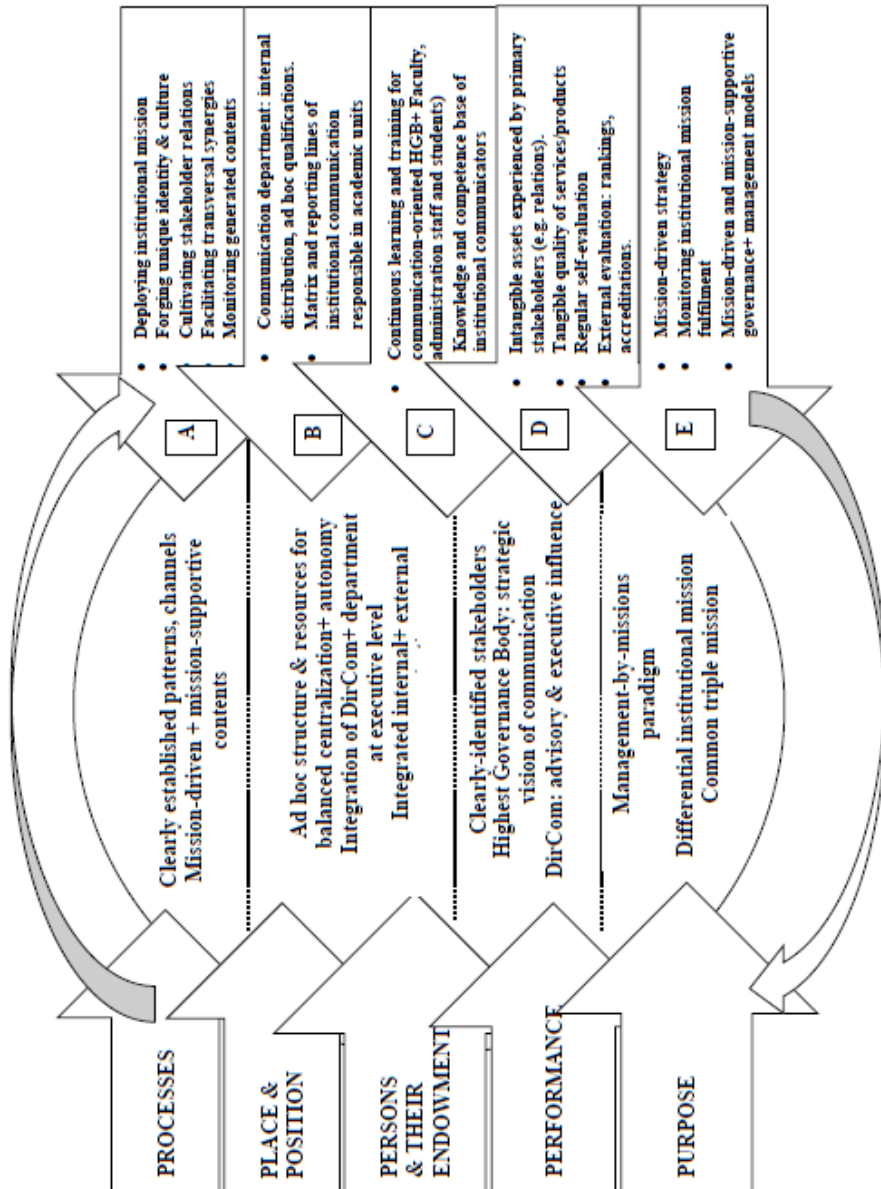 PROCESSES
PLACE &
POSITION
PERSONS
& THEIR
ENDOWMENT
PERFORMANCE
PURPOSE
Clearly established patterns, channels
Mission-driven + mission-supportive
contents
Ad hoc structure & resources for
balanced centralization+ autonomy
Integration of DirCom+ department
at executive level
Integrated internal+ external
Clearly-identified stakeholders
Highest Governance Body: strategic
vision of communication
DirCom: advisory & executive influence
Management-by-missions
paradigm
Differential institutional mission
Common triple mission
A
• Deploying institutional mission
• Forging unique identity & culture
Cultivating stakeholder relations
Facilitating transversal synergies
Monitoring generated contents
B
• Communication department: internal
distribution, ad hoc qualifications.
• Matrix and reporting lines of
institutional communication
responsible in academic units
C
• Continuous learning and training for
communication-oriented HGB+ Faculty,
administration staff and students)
Knowledge and competence base of
institutional communicators
D
• Intangible assets experienced by primary
stakeholders (e.g. relations).
• Tangible quality of services/products
• Regular self-evaluation
• External evaluation: rankings,
accreditations.
E
• Mission-driven strategy
• Monitoring institutional mission
fulfilment
• Mission-driven and mission-supportive
governance+ management models